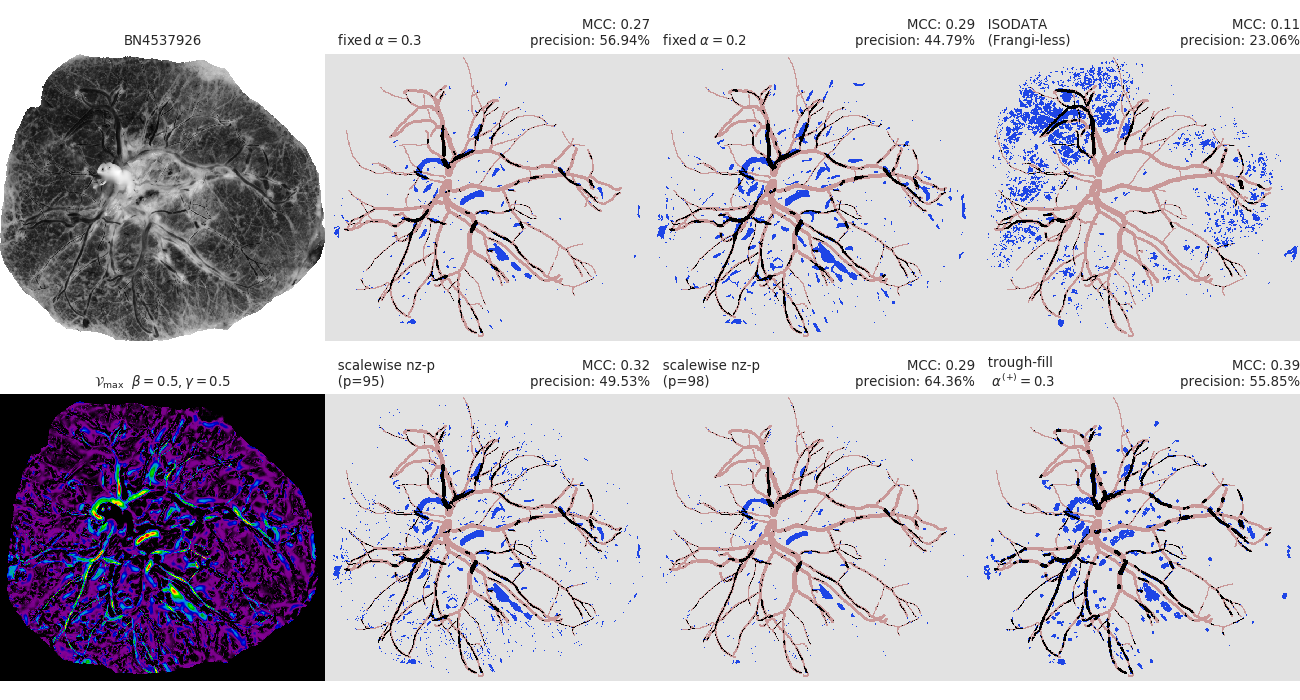 BN4537926
fixed α = 0.3
MCC: 0.27
precision: 56.94%
fixed α = 0.2
MCC: 0.29
precision: 44.79%
ISODATA
(Frangi-less)
MCC: 0.11
precision: 23.06%
𝒱max β = 0.5, γ = 0.5
scalewise nz-p
(p=95)
MCC: 0.32
precision: 49.53%
scalewise nz-p
(p=98)
MCC: 0.29
precision: 64.36%
trough-fill
α(+) = 0.3
MCC: 0.39
precision: 55.85%